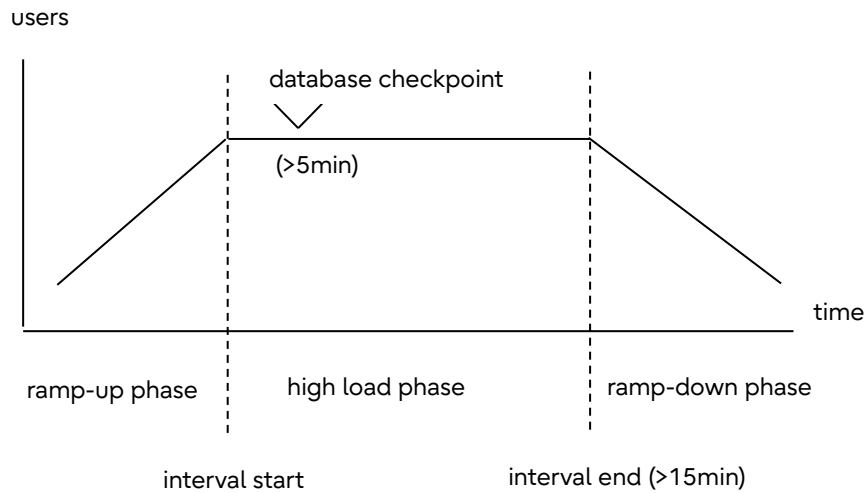 users
database checkpoint
(>5min)
time
ramp-up phase
high load phase
ramp-down phase
interval start
interval end (>15min)